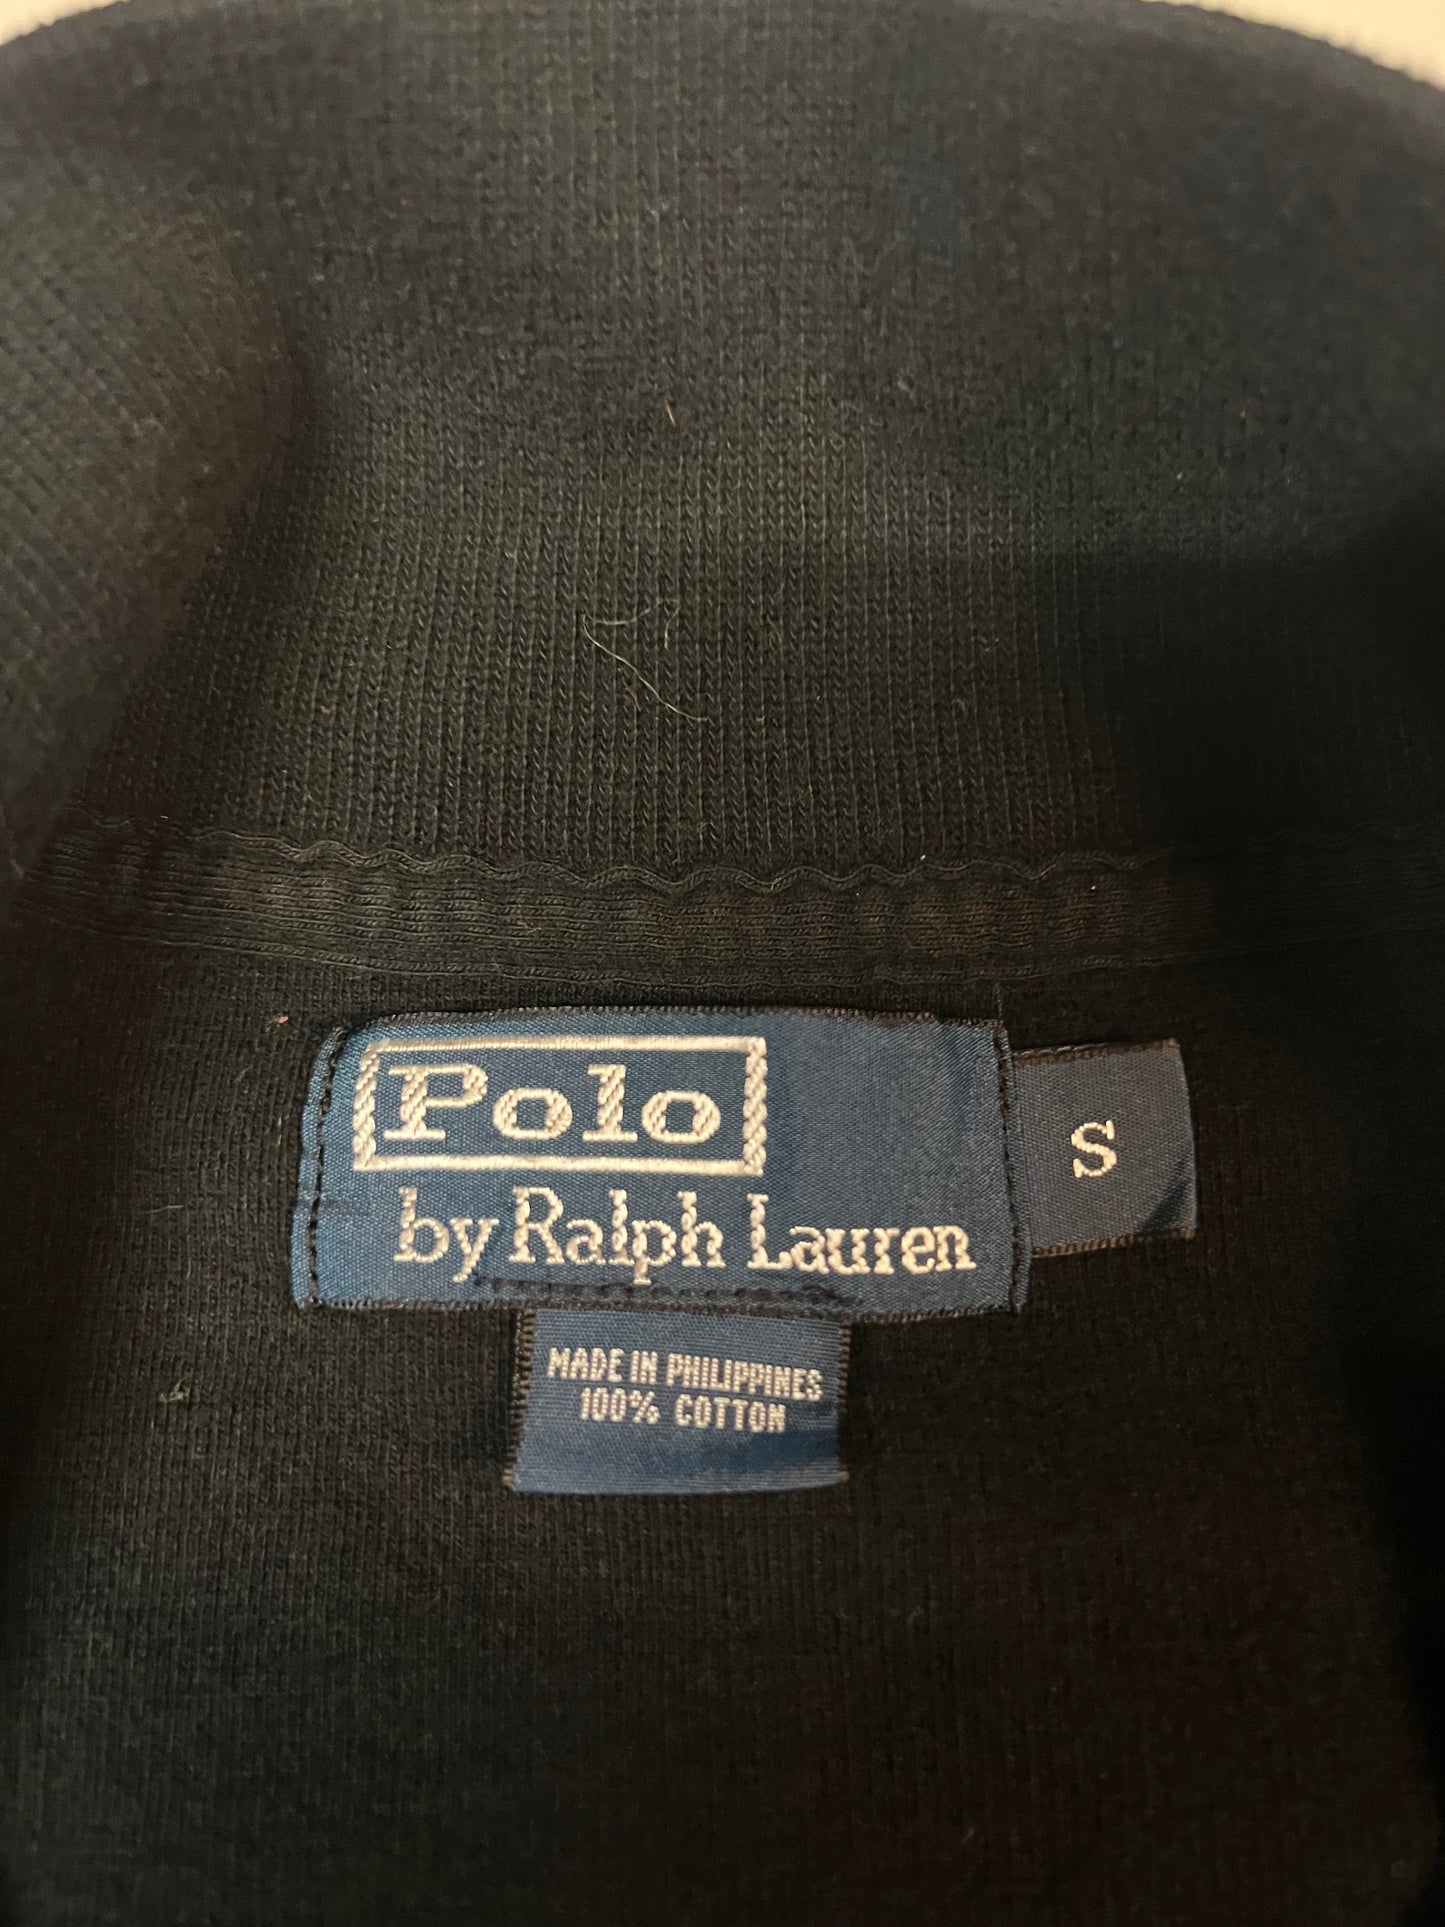 Polo
by Ralph Lauren
S
MADE IN PHILIPPINES
100% COTTON